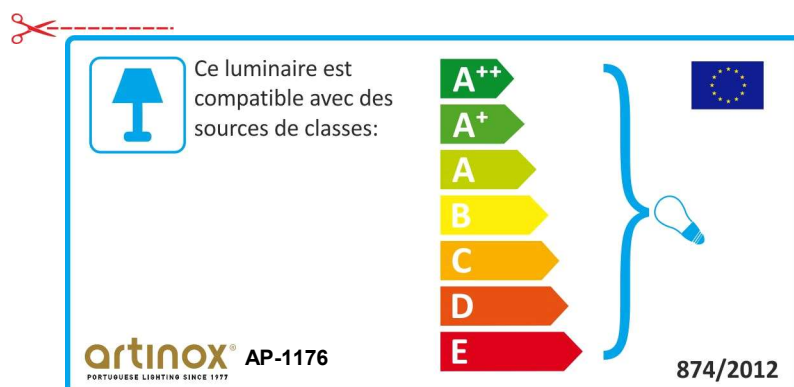 Ce luminaire est
compatible avec des
sources de classes:
A++
A+
A
B
C
D
E
artinox® AP-1176
PORTUGUESE LIGHTING SINCE 1977
874/2012